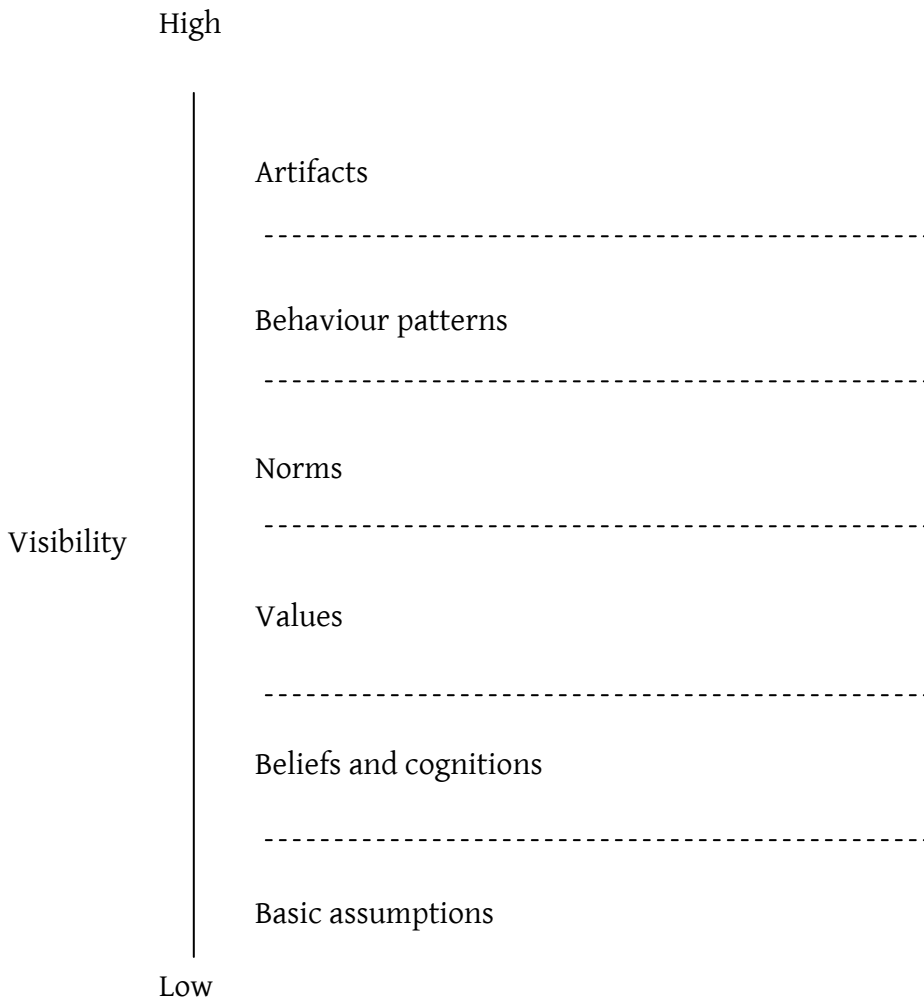 High
Artifacts
Behaviour patterns
Norms
Visibility
Values
Beliefs and cognitions
Basic assumptions
Low